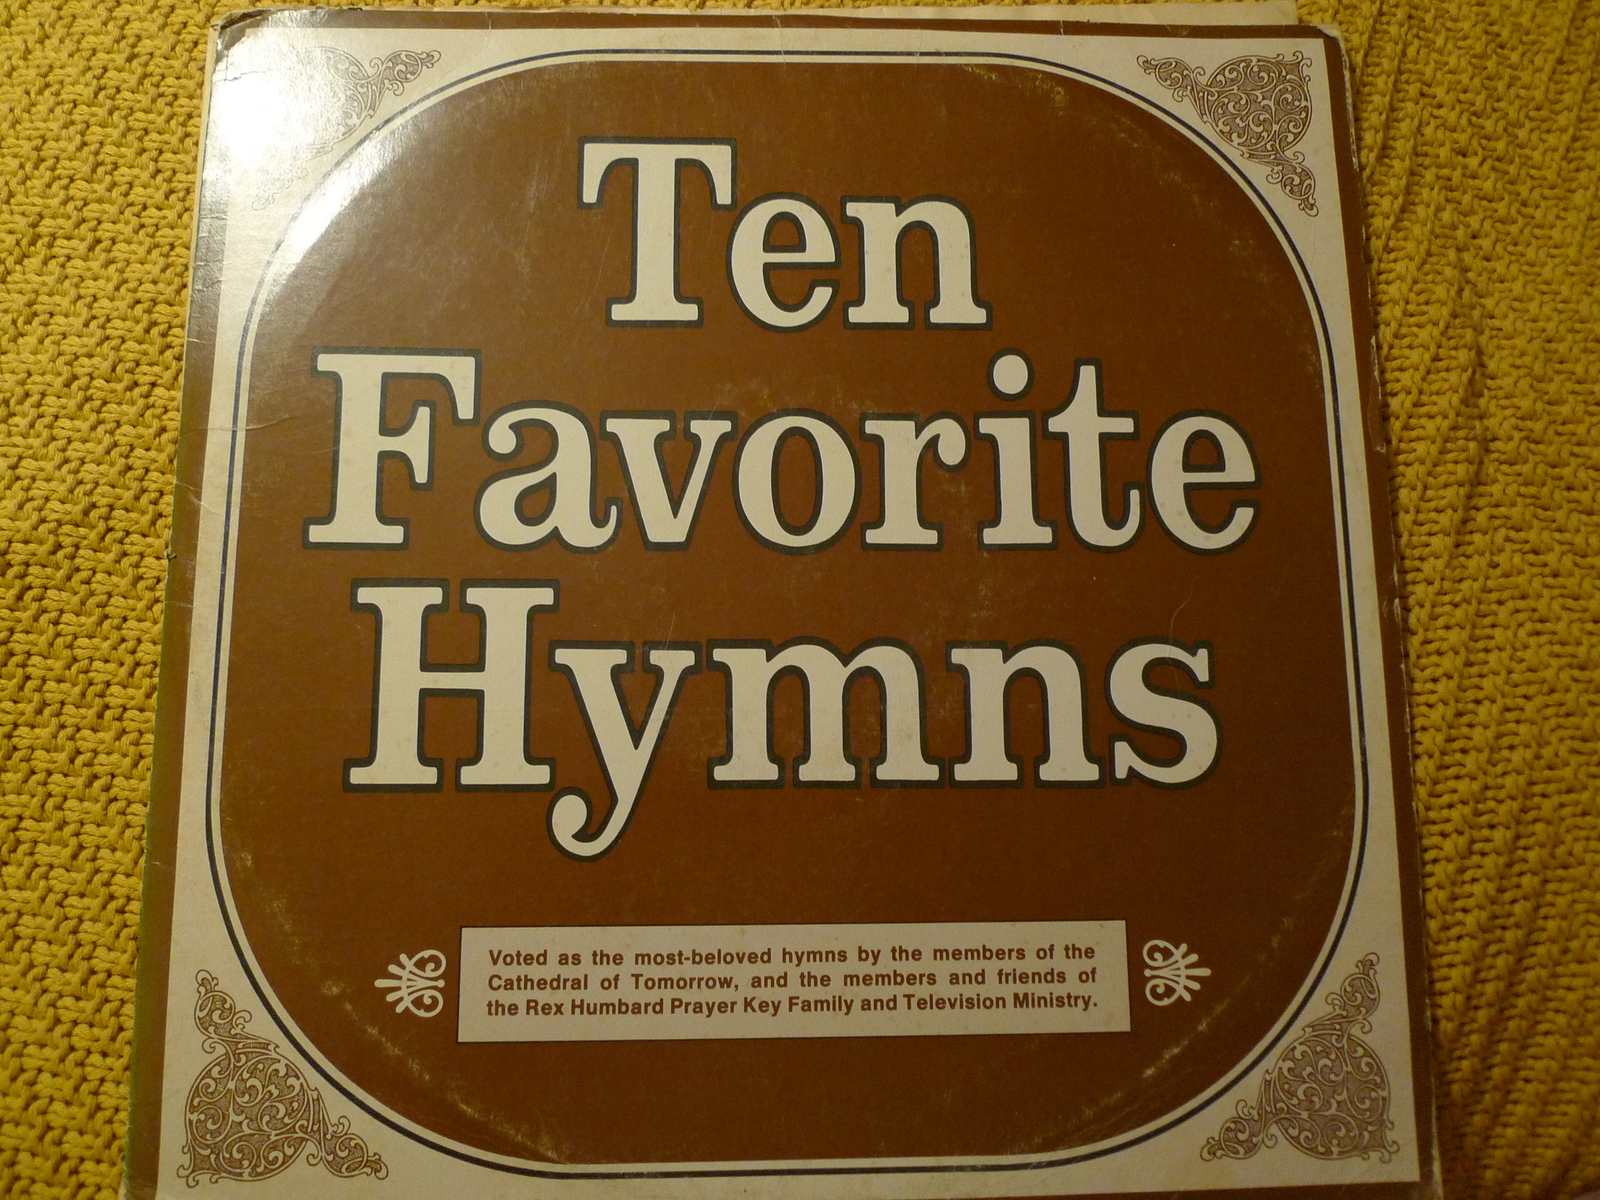 Ten
Favorite
Hymns
Voted as the most-beloved hymns by the members of the
Cathedral of Tomorrow, and the members and friends of
the Rex Humbard Prayer Key Family and Television Ministry.